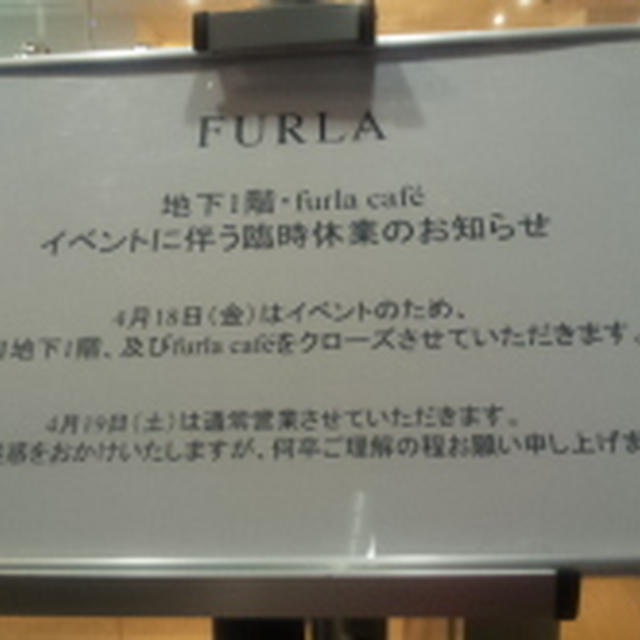 FURLA
地下1階・furla café
イベントに伴う臨時休業のお知らせ
4月18日(金)はイベントのため、
地下1階、及びfurla caféをクローズさせていただきます。
4月19日(土)は通常営業させていただきます。
惑をおかけいたしますが、何卒ご理解の程お願い申し上げま